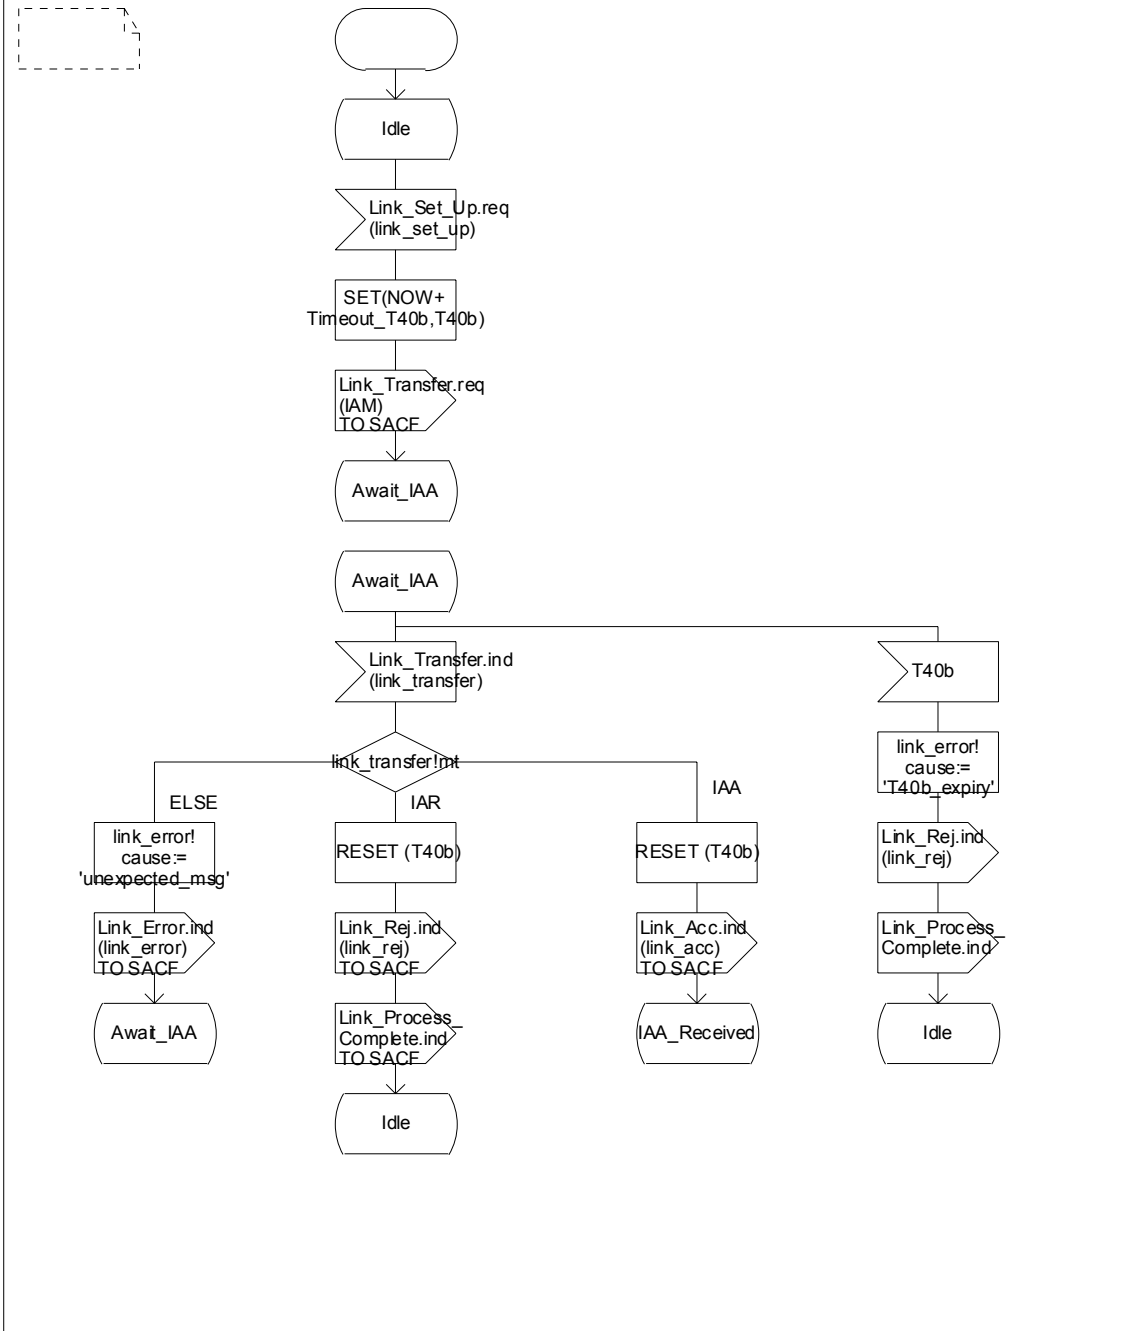 Idle
Link_Set_Up.req
(link_set_up)
SET(NOW+
Timeout_T40b,T40b)
Link_Transfer.req
(IAM)
TO SACF
Await_IAA
Await_IAA
Link_Transfer.ind
(link_transfer)
T40b
link_transfer!mt
link_error!
cause:=
'T40b_expiry'
ELSE
IAR
IAA
link_error!
cause:=
'unexpected_msg'
RESET (T40b)
RESET (T40b)
Link_Rej.ind
(link_rej)
Link_Error.ind
(link_error)
TO SACF
Link_Rej.ind
(link_rej)
TO SACF
Link_Acc.ind
(link_acc)
TO SACF
Link_Process_
Complete.ind
Await_IAA
Link_Process_
Complete.ind
TO SACF
IAA_Received
Idle
Idle